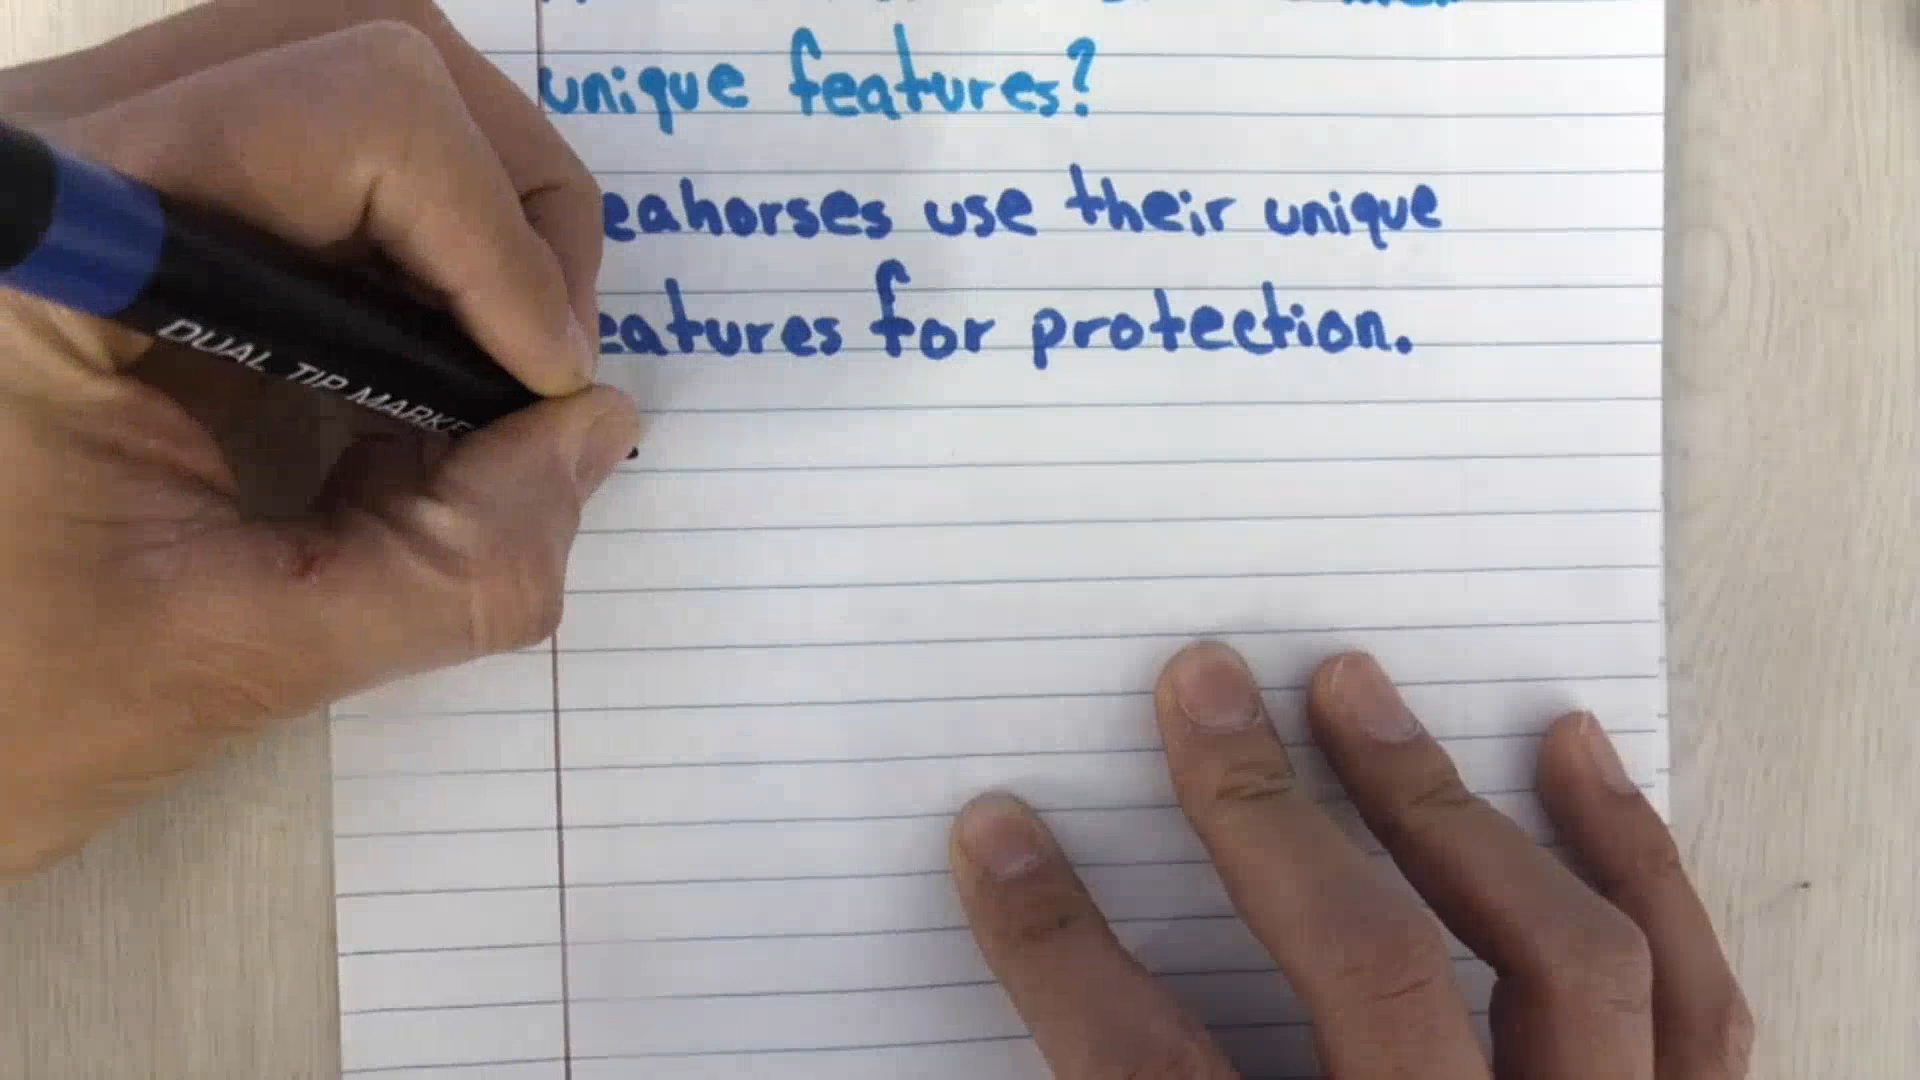 unique features?
eahorses use their unique
eatures for protection.
DUAL TIP MARKE